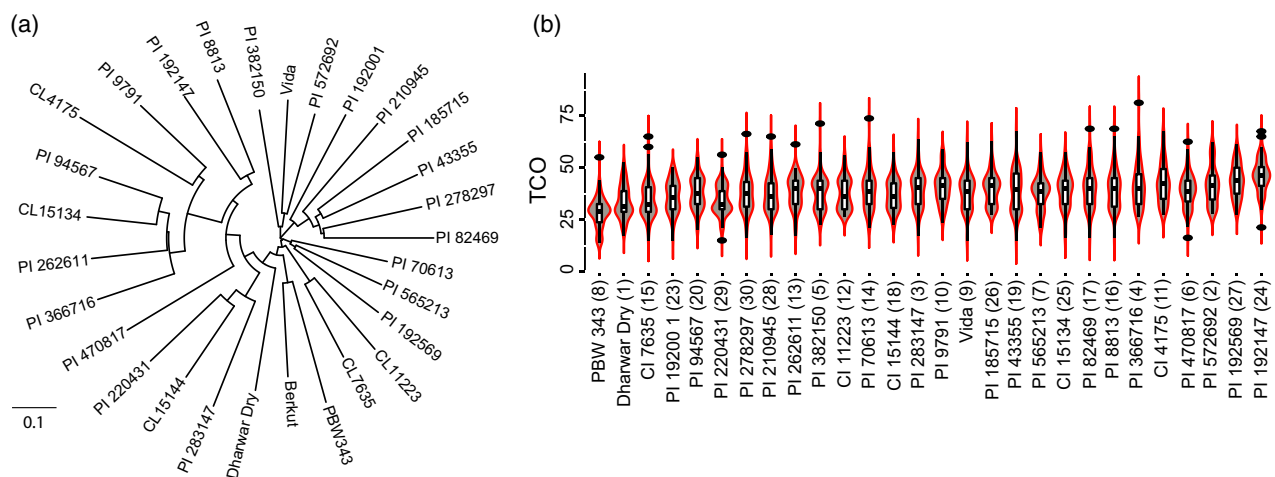 (a)
PI 382150
Vida
PI 572692
PI 192001
PI 210945
PI 185715
PI 43355
PI 278297
PI 82469
PI 70613
PI 565213
PI 192569
CL11223
CL7635
PBW343
Berkut
Dharwar Dry
PI 283147
CL15144
PI 220431
PI 470817
PI 366716
PI 262611
CL15134
PI 94567
CL4175
PI 9791
PI 192147
PI 8813
0.1
(b)
TCO
75
50
25
0
PBW 343 (8)
Dharwar Dry (1)
CI 7635 (15)
PI 19200 1 (23)
PI 94567 (20)
PI 220431 (29)
PI 278297 (30)
PI 210945 (28)
PI 262611 (13)
PI 382150 (5)
CI 11223 (12)
PI 70613 (14)
CI 15144 (18)
PI 283147 (3)
PI 9791 (10)
Vida (9)
PI 185715 (26)
PI 43355 (19)
PI 565213 (7)
CI 15134 (25)
PI 82469 (17)
PI 8813 (16)
PI 366716 (4)
CI 4175 (11)
PI 470817 (6)
PI 572692 (2)
PI 192569 (27)
PI 192147 (24)